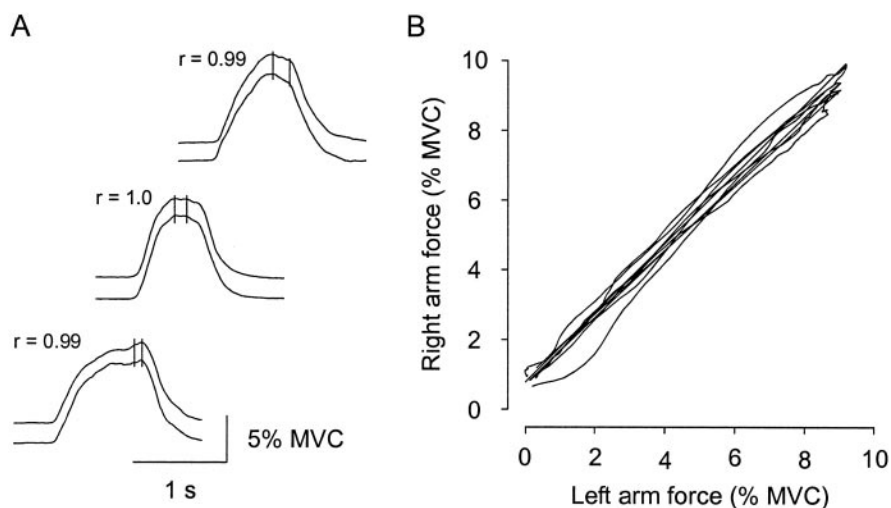 A
r = 0.99
r = 1.0
r = 0.99
5% MVC
1 s
B
10
8
6
4
2
0
Right arm force (% MVC)
0 2 4 6 8 10
Left arm force (% MVC)